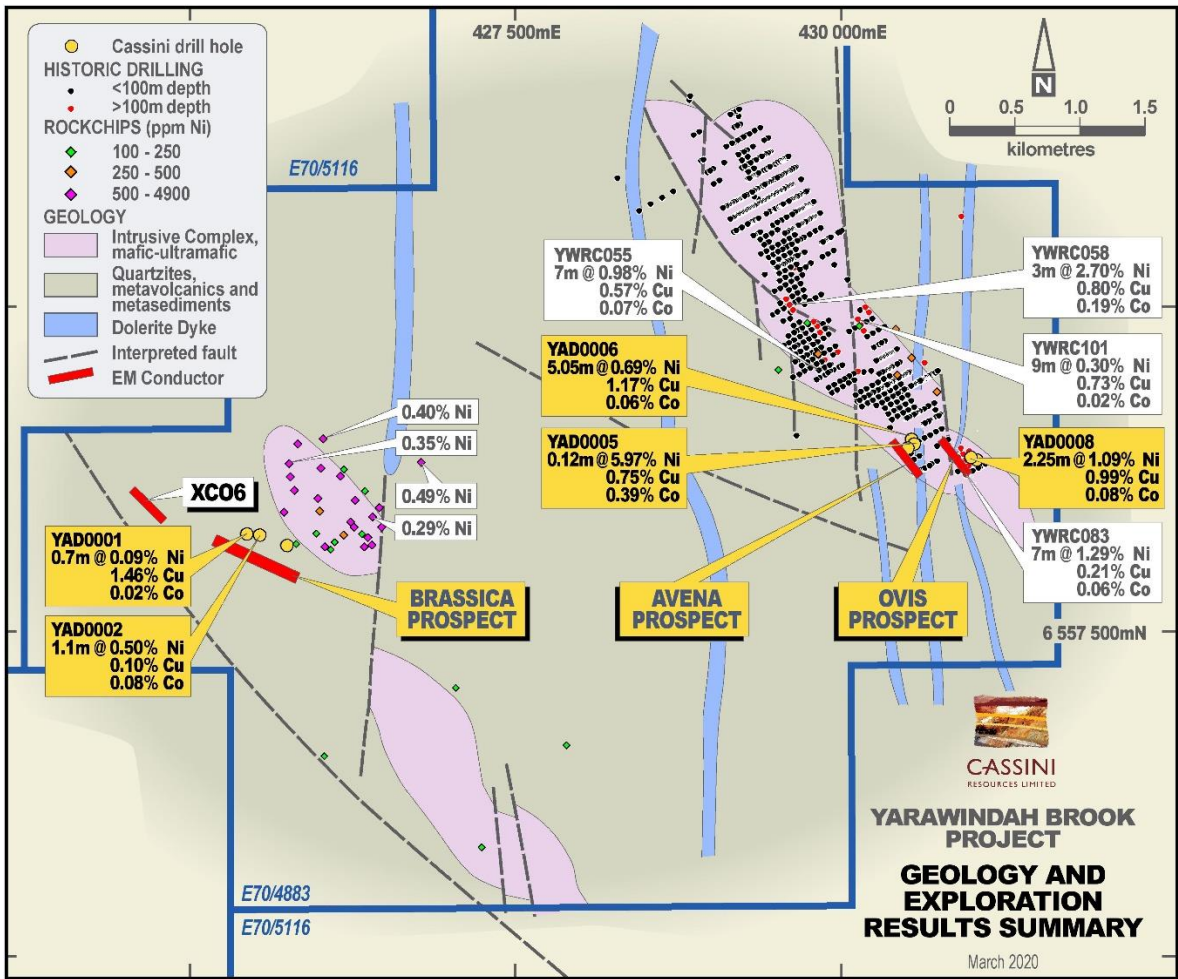 427 500mE
430 000mE
Cassini drill hole
HISTORIC DRILLING
<100m depth
>100m depth
ROCKCHIPS (ppm Ni)
100 - 250
250 - 500
500 - 4900
GEOLOGY
Intrusive Complex,
mafic-ultramafic
Quartzites,
metavolcanics and
metasediments
Dolerite Dyke
Interpreted fault
EM Conductor
N
0 0.5 1.0 1.5
kilometres
E70/5116
YWRC055
7m @ 0.98% Ni
0.57% Cu
0.07% Co
YWRC058
3m @ 2.70% Ni
0.80% Cu
0.19% Co
YAD0006
5.05m @ 0.69% Ni
1.17% Cu
0.06% Co
YWRC101
9m @ 0.30% Ni
0.73% Cu
0.02% Co
0.40% Ni
0.35% Ni
0.49% Ni
0.29% Ni
YAD0005
0.12m @ 5.97% Ni
0.75% Cu
0.39% Co
YAD0008
2.25m @ 1.09% Ni
0.99% Cu
0.08% Co
XCO6
YAD0001
0.7m @ 0.09% Ni
1.46% Cu
0.02% Co
YWRC083
7m @ 1.29% Ni
0.21% Cu
0.06% Co
BRASSICA
PROSPECT
AVENA
PROSPECT
OVIS
PROSPECT
YAD0002
1.1m @ 0.50% Ni
0.10% Cu
0.08% Co
6 557 500mN
CASSINI
RESOURCES LIMITED
YARAWINDAH BROOK
PROJECT
GEOLOGY AND
EXPLORATION
RESULTS SUMMARY
March 2020
E70/4883
E70/5116